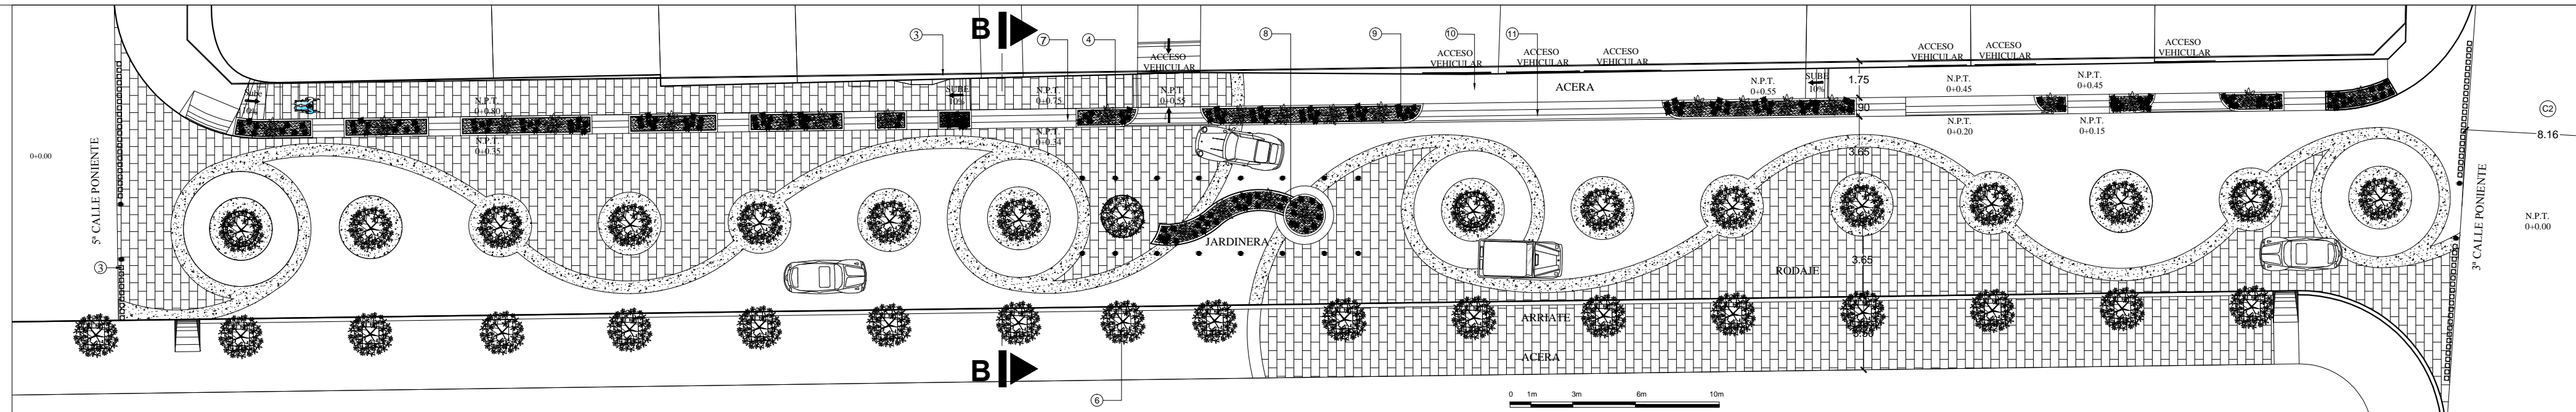 B
3
7
4
8
9
10
11
ACCESO
VEHICULAR
ACCESO
VEHICULAR
ACCESO
VEHICULAR
ACCESO
VEHICULAR
ACCESO
VEHICULAR
ACCESO
VEHICULAR
ACCESO
VEHICULAR
Sube
10%
N.P.T.
0+0.80
SUBE
10%
N.P.T.
0+0.75
N.P.T.
0+0.55
ACERA
N.P.T.
0+0.55
SUBE
10%
1.75
N.P.T.
0+0.45
N.P.T.
0+0.45
.90
C2
N.P.T.
0+0.35
N.P.T.
0+0.34
N.P.T.
0+0.20
N.P.T.
0+0.15
8.16
0+0.00
5ª CALLE PONIENTE
3.65
3ª CALLE PONIENTE
N.P.T.
0+0.00
JARDINERA
3
3.65
RODAJE
ARRIATE
ACERA
B
6
0 1m 3m 6m 10m